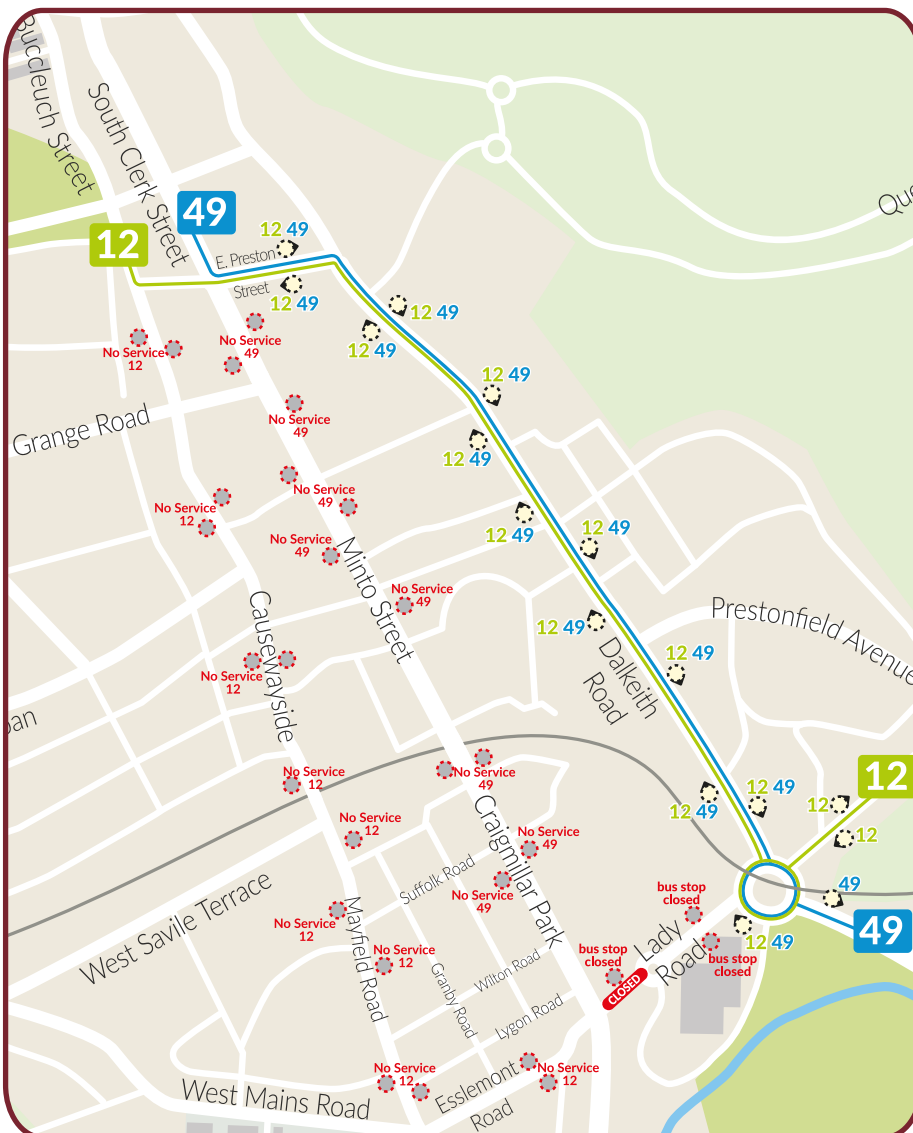 Buccleuch Street
South Clerk Street
49
12
12 49
E. Preston
Street
12 49
Que
12 49
12 49
No Service
12
No Service
49
12 49
Grange Road
No Service
49
12 49
No Service
49
No Service
12
12 49
12 49
No Service
49
Minto Street
No Service
49
Causewayside
12 49
Prestonfield Avenue
Dalkeith
Road
12 49
No Service
12
pan
No Service
12
No Service
49
12 49
12 49
12
12
12
No Service
12
Craigmillar Park
No Service
49
Suffolk Road
No Service
49
West Savile Terrace
49
49
bus stop
closed
No Service
12
Mayfield Road
Lady
Road
12 49
bus stop
closed
bus stop
closed
CLOSED
No Service
12
Granby Road
Wilton Road
Lygon Road
No Service
12
Esslemont
Road
No Service
12
West Mains Road